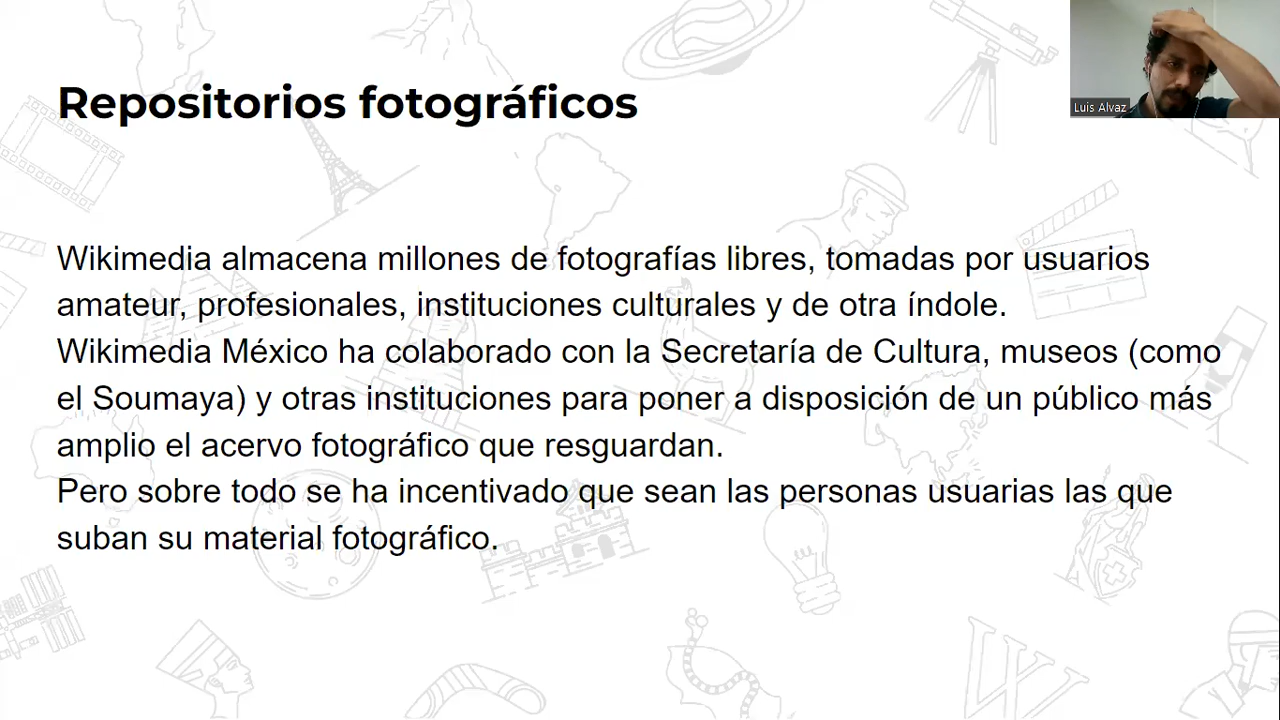 Repositorios fotográficos
Luis Alvaz
Wikimedia almacena millones de fotografías libres, tomadas por usuarios
amateur, profesionales, instituciones culturales y de otra índole.
Wikimedia México ha colaborado con la Secretaría de Cultura, museos (como
el Soumaya) y otras instituciones para poner a disposición de un público más
amplio el acervo fotográfico que resguardan.
Pero sobre todo se ha incentivado que sean las personas usuarias las que
suban su material fotográfico.